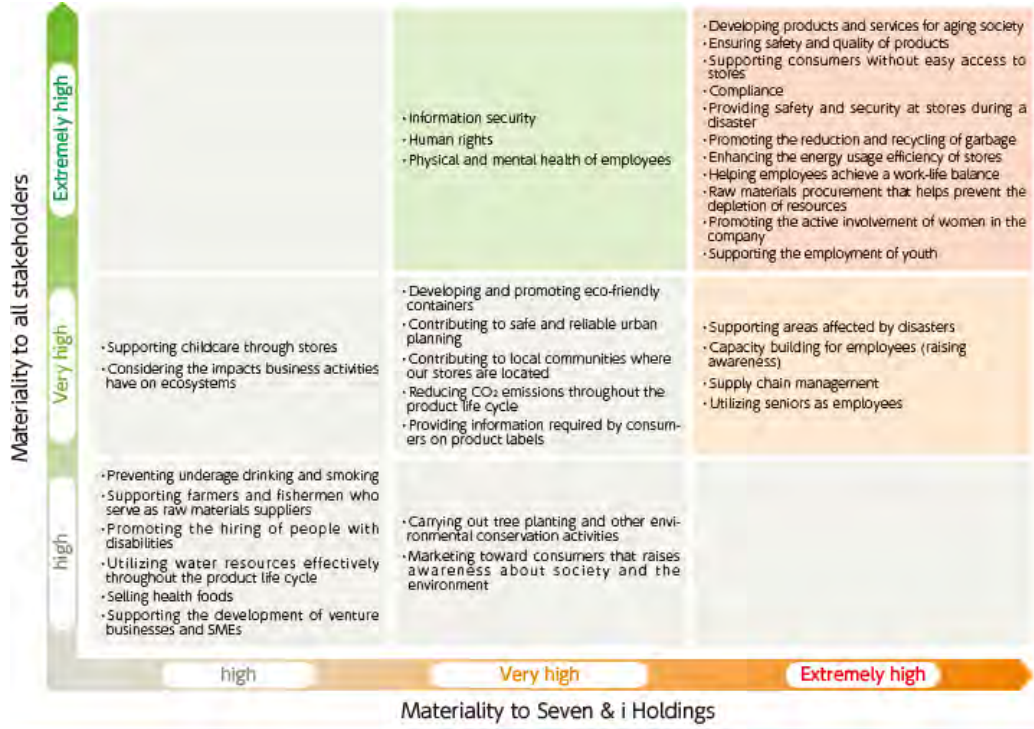 Materiality to all stakeholders
Extremely high
Very high
high
· Information security
· Human rights
· Physical and mental health of employees
· Developing products and services for aging society
· Ensuring safety and quality of products
· Supporting consumers without easy access to
stores
· Compliance
· Providing safety and security at stores during a
disaster
· Promoting the reduction and recycling of garbage
· Enhancing the energy usage efficiency of stores
· Helping employees achieve a work-life balance
· Raw materials procurement that helps prevent the
depletion of resources
· Promoting the active involvement of women in the
company
· Supporting the employment of youth
· Supporting childcare through stores
· Considering the impacts business activities
have on ecosystems
· Developing and promoting eco-friendly
containers
· Contributing to safe and reliable urban
planning
· Contributing to local communities where
our stores are located
· Reducing CO₂ emissions throughout the
product life cycle
· Providing information required by consum-
ers on product labels
· Supporting areas affected by disasters
· Capacity building for employees (raising
awareness)
· Supply chain management
· Utilizing seniors as employees
· Preventing underage drinking and smoking
· Supporting farmers and fishermen who
serve as raw materials suppliers
· Promoting the hiring of people with
disabilities
· Utilizing water resources effectively
throughout the product life cycle
· Selling health foods
· Supporting the development of venture
businesses and SMEs
· Carrying out tree planting and other envi-
ronmental conservation activities
· Marketing toward consumers that raises
awareness about society and the
environment
high
Very high
Extremely high
Materiality to Seven & i Holdings